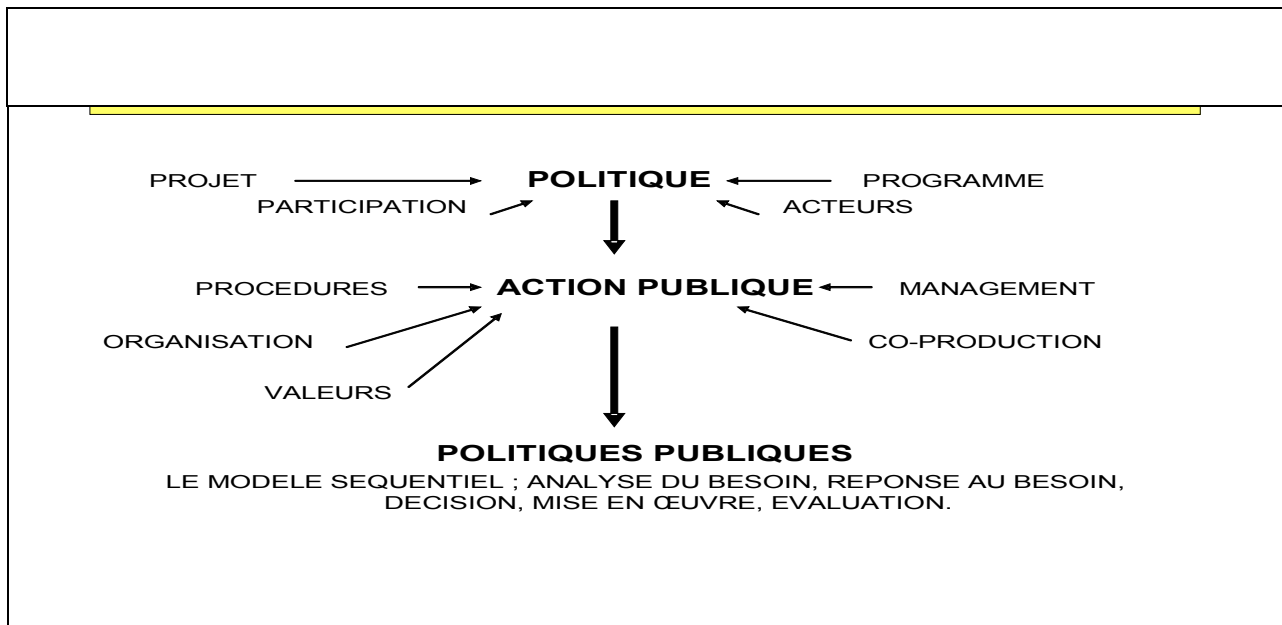 PROJET POLITIQUE PROGRAMME
PARTICIPATION ACTEURS
PROCEDURES ACTION PUBLIQUE MANAGEMENT
ORGANISATION CO-PRODUCTION
VALEURS
POLITIQUES PUBLIQUES
LE MODELE SEQUENTIEL ; ANALYSE DU BESOIN, REPONSE AU BESOIN,
DECISION, MISE EN ŒUVRE, EVALUATION.